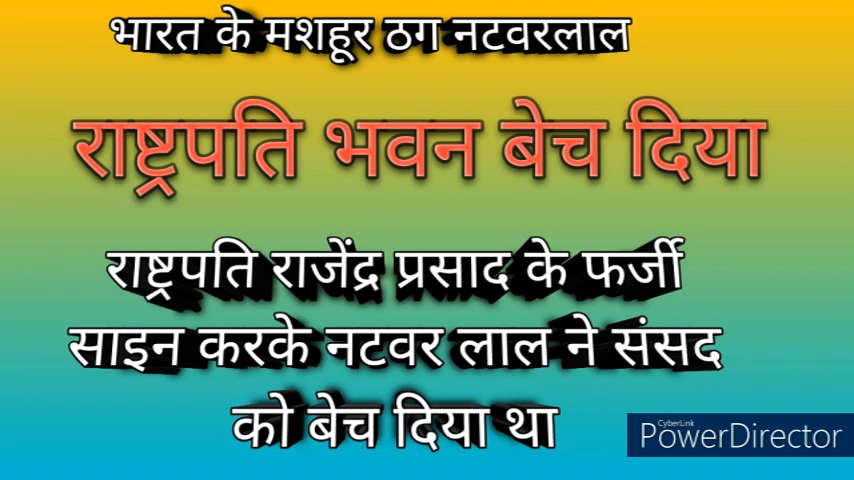 भारत के मशहूर ठग नटवरलाल
राष्ट्रपति भवन बेच दिया
राष्ट्रपति राजेंद्र प्रसाद के फर्जी
साइन करके नटवर लाल ने संसद
को बेच दिया था
CyberLink
PowerDirector